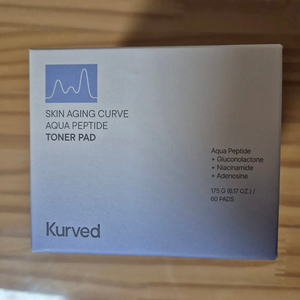 SKIN AGING CURVE
AQUA PEPTIDE
TONER PAD
Aqua Peptide
+ Gluconolactone
+ Niacinamide
+ Adenosine
175 G (6.17 OZ.) /
60 PADS
Kurved